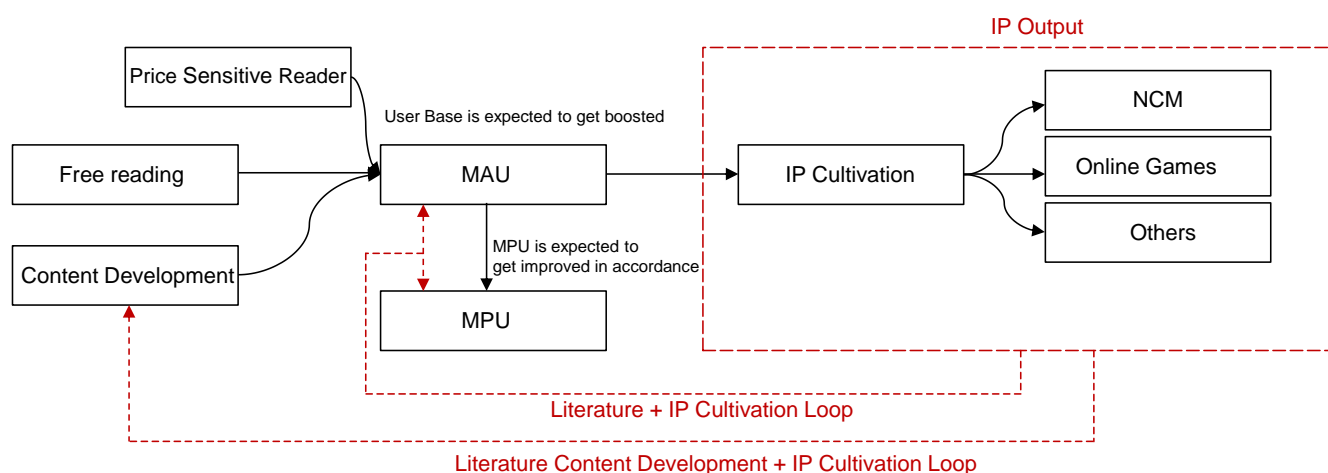 IP Output
Price Sensitive Reader
NCM
User Base is expected to get boosted
Free reading
MAU
IP Cultivation
Online Games
Others
MPU is expected to
get improved in accordance
Content Development
MPU
Literature + IP Cultivation Loop
Literature Content Development + IP Cultivation Loop